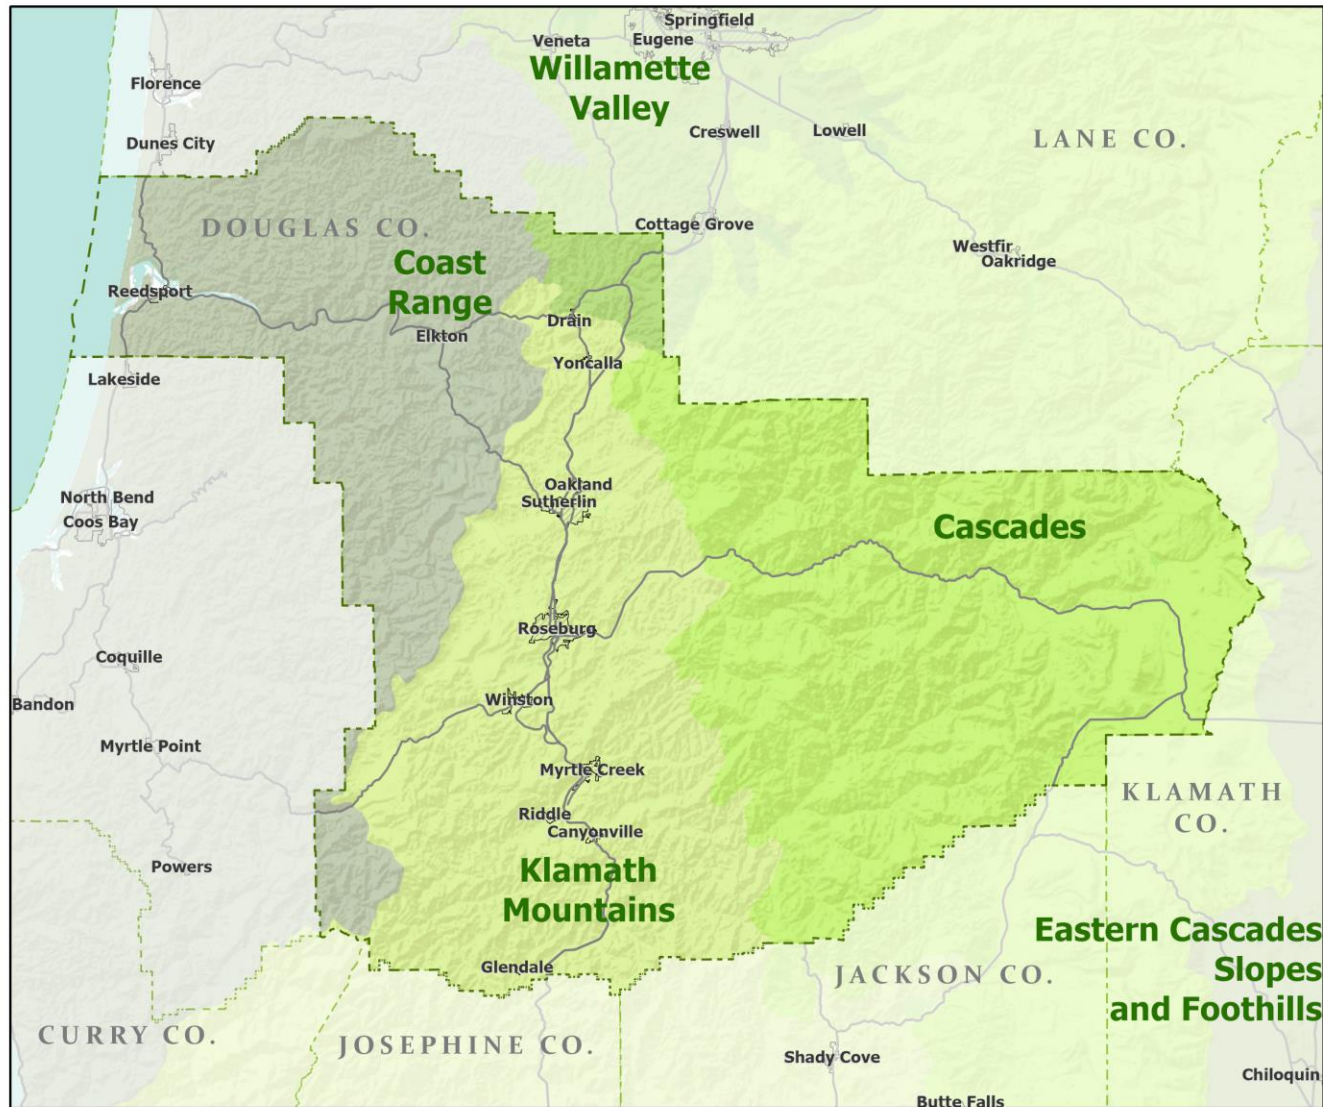 Springfield
Veneta
Eugene
Willamette
Valley
Florence
Dunes City
Creswell
Lowell
LANE CO.
DOUGLAS CO.
Cottage Grove
Westfir
Oakridge
Coast
Range
Reedsport
Drain
Elkton
Yoncalla
Lakeside
Oakland
Sutherlin
North Bend
Coos Bay
Cascades
Roseburg
Coquille
Winston
Bandon
Myrtle Point
Myrtle Creek
KLAMATH
CO.
Riddle
Canyonville
Powers
Klamath
Mountains
Eastern Cascades
Slopes
and Foothills
Glendale
JACKSON CO.
CURRY CO.
JOSEPHINE CO.
Shady Cove
Chiloquin
Butte Falls